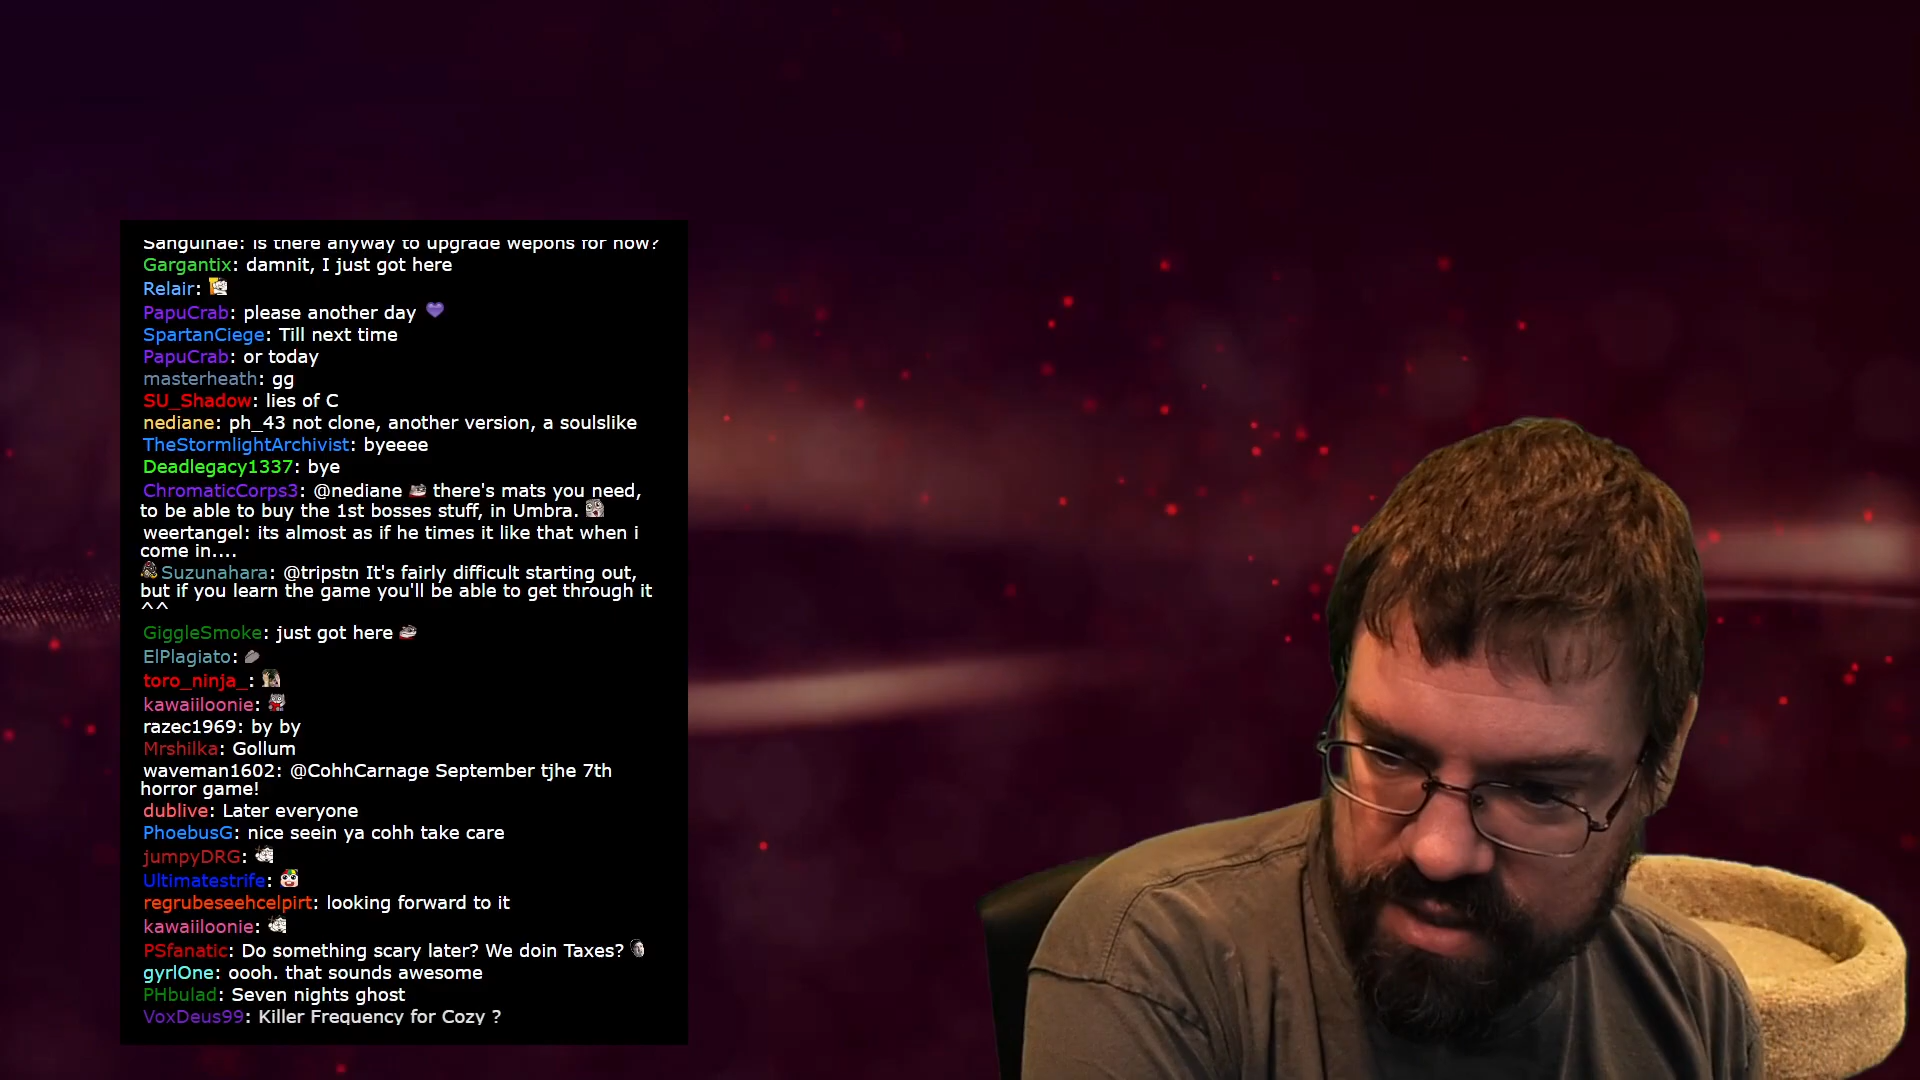 Sanguinae: is there anyway to upgrade wepons for now?
Gargantix: damnit, I just got here
Relair:
PapuCrab: please another day 💜
SpartanCiege: Till next time
PapuCrab: or today
masterheath: gg
SU_Shadow: lies of C
nediane: ph_43 not clone, another version, a soulslike
TheStormlightArchivist: byeeee
Deadlegacy1337: bye
ChromaticCorps3: @nediane there's mats you need,
to be able to buy the 1st bosses stuff, in Umbra.
weertangel: its almost as if he times it like that when i
come in....
Suzunahara: @tripstn It's fairly difficult starting out,
but if you learn the game you'll be able to get through it
^^
GiggleSmoke: just got here
ElPlagiato:
toro_ninja_:
kawaiiloonie:
razec1969: by by
Mrshilka: Gollum
waveman1602: @CohhCarnage September tjhe 7th
horror game!
dublive: Later everyone
PhoebusG: nice seein ya cohh take care
jumpyDRG:
Ultimatestrife:
regrubeseehcelpirt: looking forward to it
kawaiiloonie:
PSfanatic: Do something scary later? We doin Taxes?
gyrlOne: oooh. that sounds awesome
PHbulad: Seven nights ghost
VoxDeus99: Killer Frequency for Cozy ?